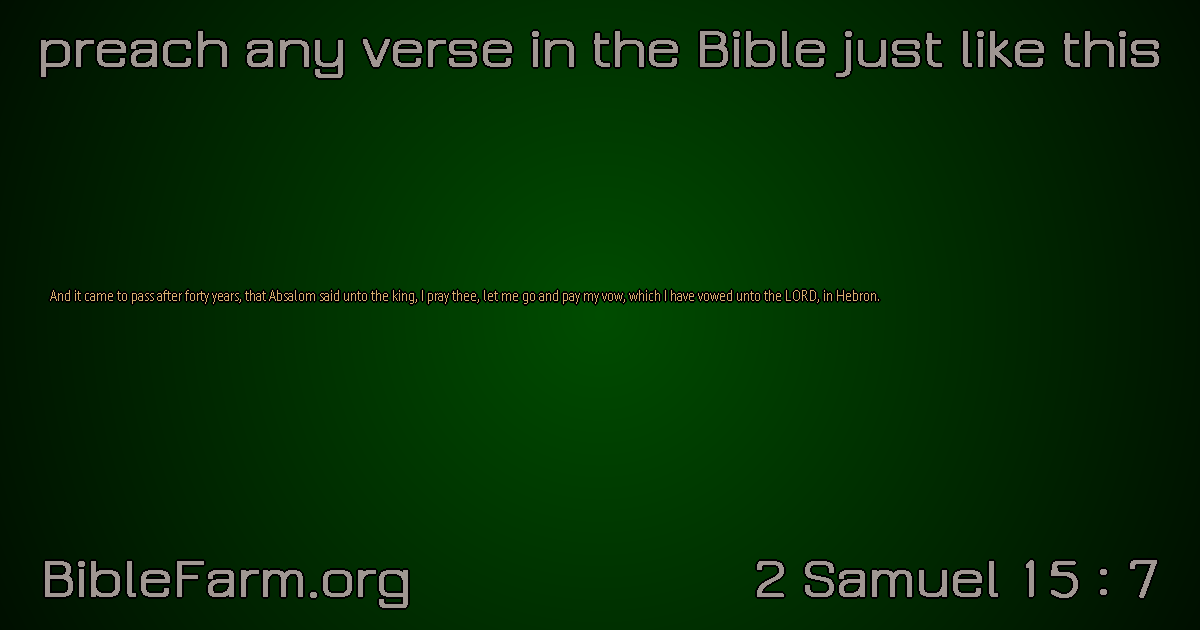 preach any verse in the Bible just like this
And it came to pass after forty years, that Absalom said unto the king, I pray thee, let me go and pay my vow, which I have vowed unto the LORD, in Hebron.
BibleFarm.org
2 Samuel 15 : 7